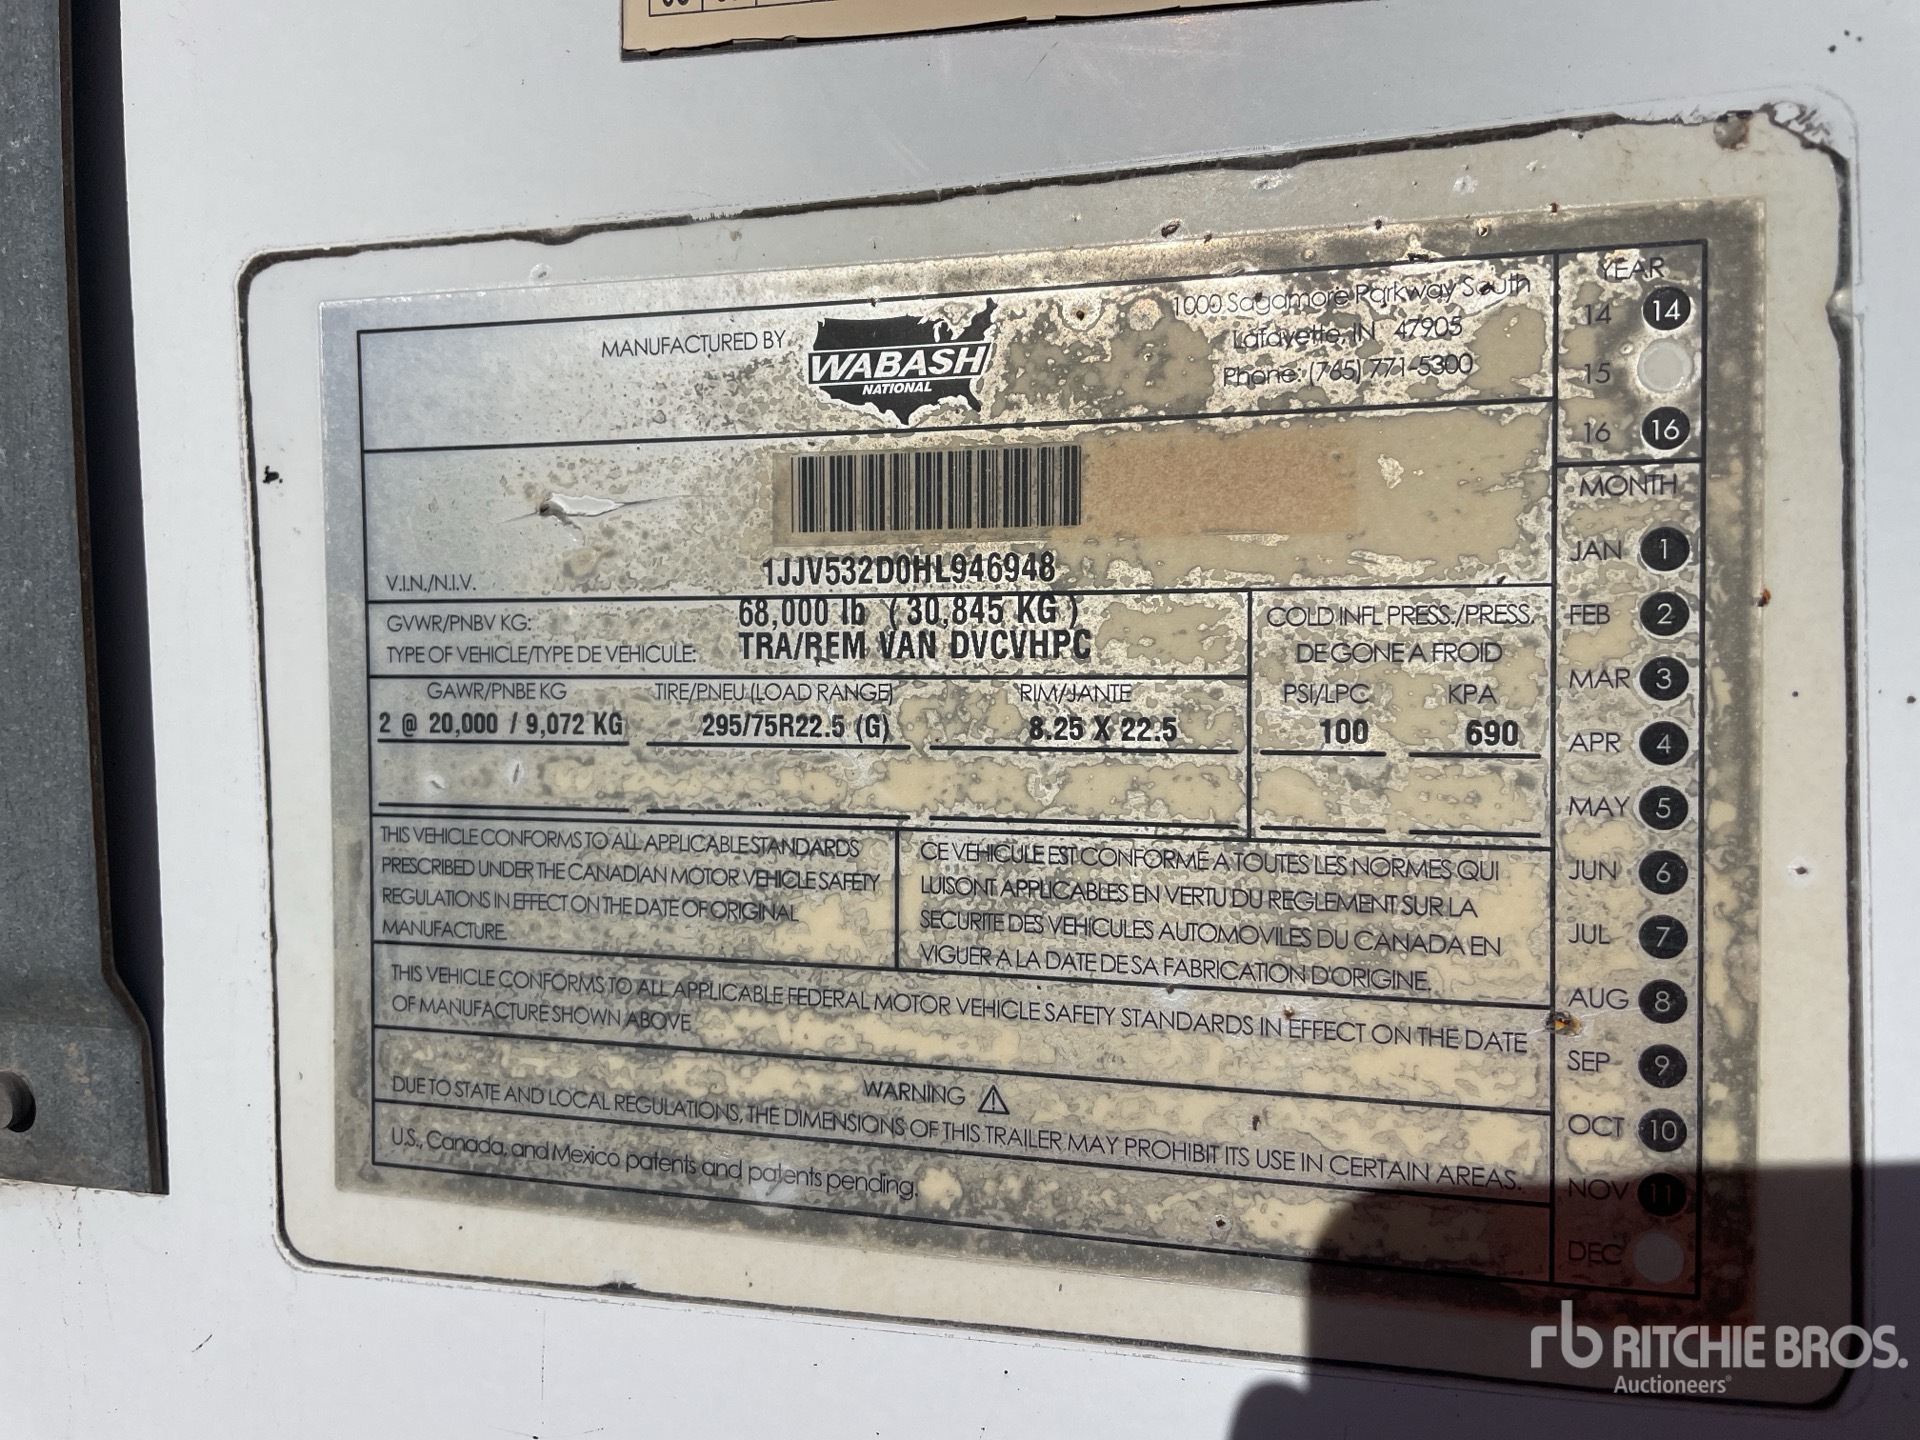 MANUFACTURED BY
WABASH
NATIONAL
1000 Sagamore Parkway South
Lafayette, IN 47905
Phone: (765) 771-5300
V.I.N./N.I.V.
1JJV532D0HL946948
GVWR/PNBV KG:
68,000 lb ( 30,845 KG )
TYPE OF VEHICLE/TYPE DE VEHICULE:
TRA/REM VAN DVCVHPC
COLD INFL PRESS./PRESS.
DE GONE A FROID
GAWR/PNBE KG
TIRE/PNEU (LOAD RANGE)
RIM/JANTE
PSI/LPC
KPA
2 @ 20,000 / 9,072 KG
295/75R22.5 (G)
8.25 X 22.5
100
690
THIS VEHICLE CONFORMS TO ALL APPLICABLE STANDARDS
PRESCRIBED UNDER THE CANADIAN MOTOR VEHICLE SAFETY
REGULATIONS IN EFFECT ON THE DATE OF ORIGINAL
MANUFACTURE.
CE VEHICULE EST CONFORME A TOUTES LES NORMES QUI
LUISONT APPLICABLES EN VERTU DU REGLEMENT SUR LA
SECURITE DES VEHICULES AUTOMOVILES DU CANADA EN
VIGUER A LA DATE DE SA FABRICATION D'ORIGINE.
THIS VEHICLE CONFORMS TO ALL APPLICABLE FEDERAL MOTOR VEHICLE SAFETY STANDARDS IN EFFECT ON THE DATE
OF MANUFACTURE SHOWN ABOVE
WARNING
DUE TO STATE AND LOCAL REGULATIONS, THE DIMENSIONS OF THIS TRAILER MAY PROHIBIT ITS USE IN CERTAIN AREAS.
U.S., Canada, and Mexico patents and patents pending.
YEAR
14 14
15
16 16
MONTH
JAN 1
FEB 2
MAR 3
APR 4
MAY 5
JUN 6
JUL 7
AUG 8
SEP 9
OCT 10
NOV 11
DEC
rb RITCHIE BROS.
Auctioneers